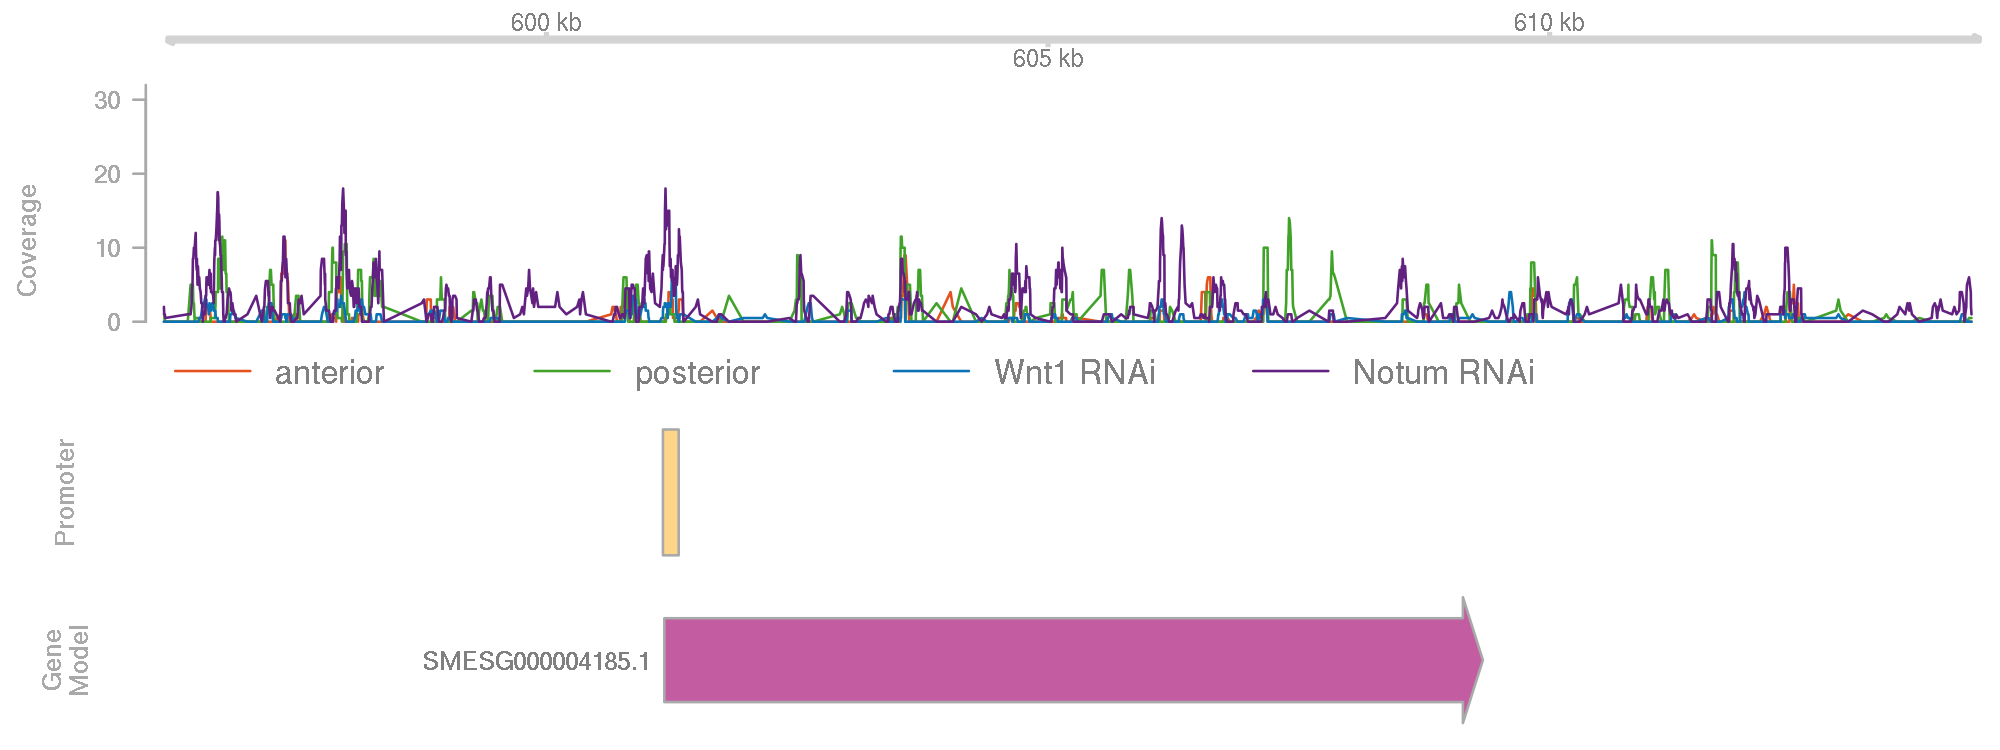 600 kb
610 kb
605 kb
Coverage
30
20
10
0
anterior
posterior
Wnt1 RNAi
Notum RNAi
Promoter
Gene
Model
SMESG000004185.1